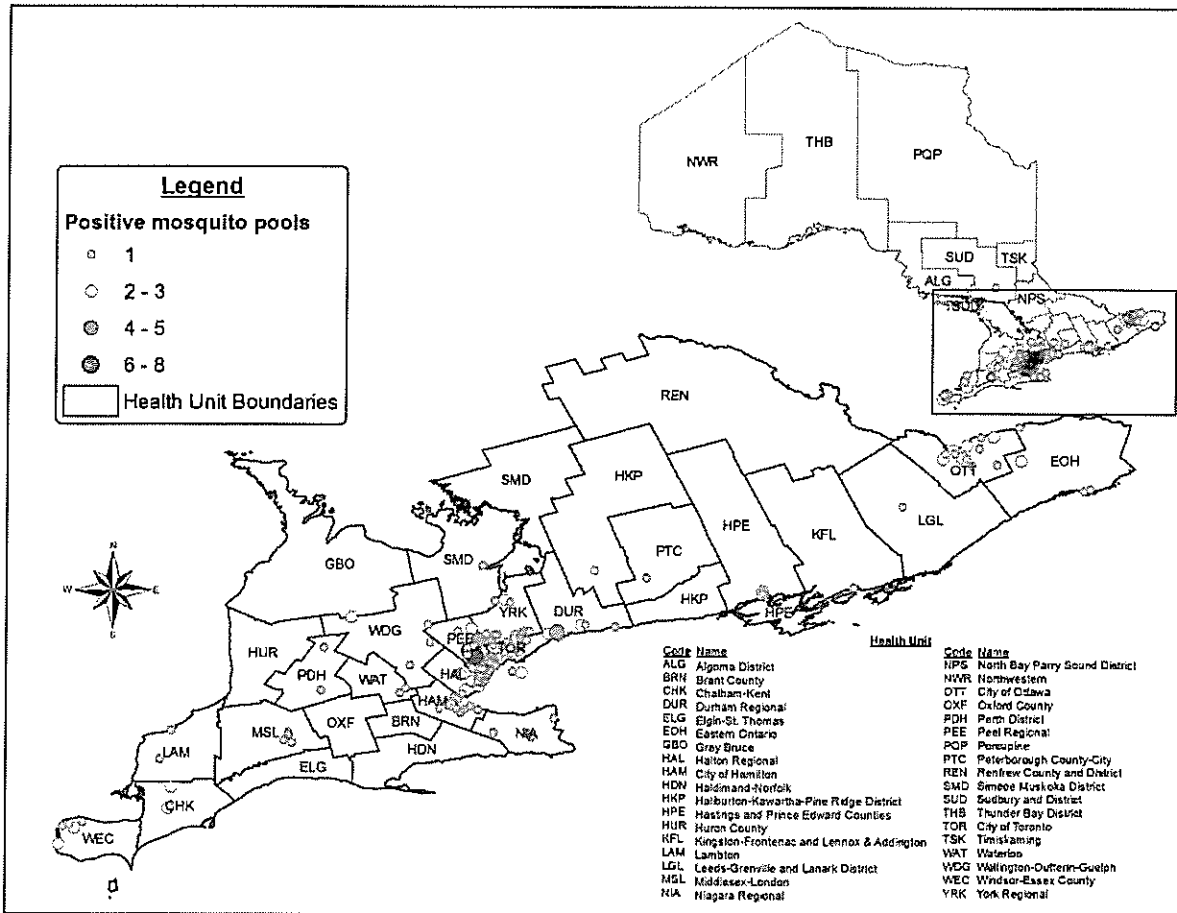 NWR
THB
PQP
SUD
TSK
ALG
NPS
SUD
Legend
Positive mosquito pools
1
2 - 3
4 - 5
6 - 8
Health Unit Boundaries
REN
SMD
HKP
OTT
EOH
LGL
HPE
KFL
PTC
GBO
SMD
N
W
E
S
HKP
HPE
YRK
DUR
WDG
PEE
TOR
HUR
PDH
WAT
HAL
HAM
OXF
BRN
NIA
MSL
HDN
LAM
ELG
CHK
WEC
Health Unit
Code Name
ALG Algoma District
BRN Brant County
CHK Chatham-Kent
DUR Durham Regional
ELG Elgin-St. Thomas
EOH Eastern Ontario
GBO Gray Bruce
HAL Halton Regional
HAM City of Hamilton
HDN Haldimand-Norfolk
HKP Haliburton-Kawartha-Pine Ridge District
HPE Hastings and Prince Edward Counties
HUR Huron County
KFL Kingston-Frontenac and Lennox & Addington
LAM Lambton
LGL Leeds-Grenville and Lanark District
MSL Middlesex-London
NIA Niagara Regional
Code Name
NPS North Bay Parry Sound District
NWR Northwestern
OTT City of Ottawa
OXF Oxford County
PDH Perth District
PEE Peel Regional
PQP Porcupine
PTC Peterborough County-City
REN Renfrew County and District
SMD Simcoe Muskoka District
SUD Sudbury and District
THB Thunder Bay District
TOR City of Toronto
TSK Timiskaming
WAT Waterloo
WDG Wellington-Dufferin-Guelph
WEC Windsor-Essex County
YRK York Regional